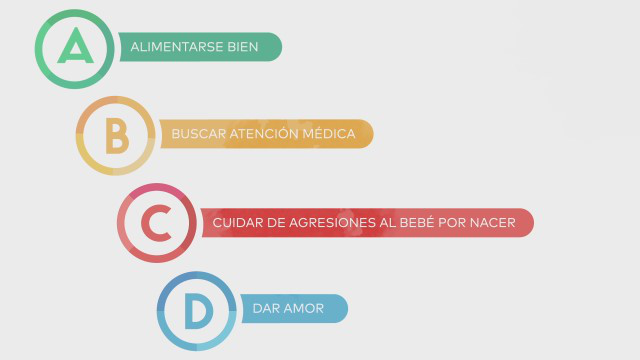 A ALIMENTARSE BIEN
B BUSCAR ATENCIÓN MÉDICA
C CUIDAR DE AGRESIONES AL BEBÉ POR NACER
D DAR AMOR